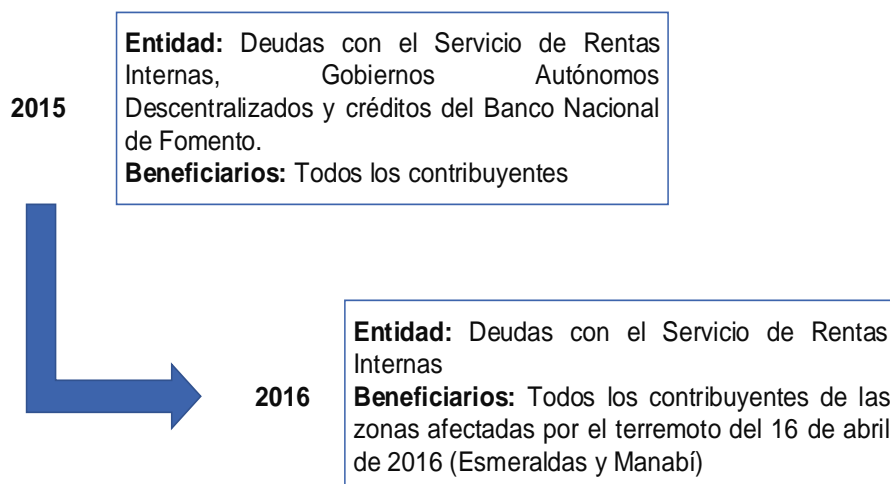 Entidad: Deudas con el Servicio de Rentas
Internas, Gobiernos Autónomos
2015
Descentralizados y créditos del Banco Nacional
de Fomento.
Beneficiarios: Todos los contribuyentes
Entidad: Deudas con el Servicio de Rentas
Internas
2016
Beneficiarios: Todos los contribuyentes de las
zonas afectadas por el terremoto del 16 de abril
de 2016 (Esmeraldas y Manabí)